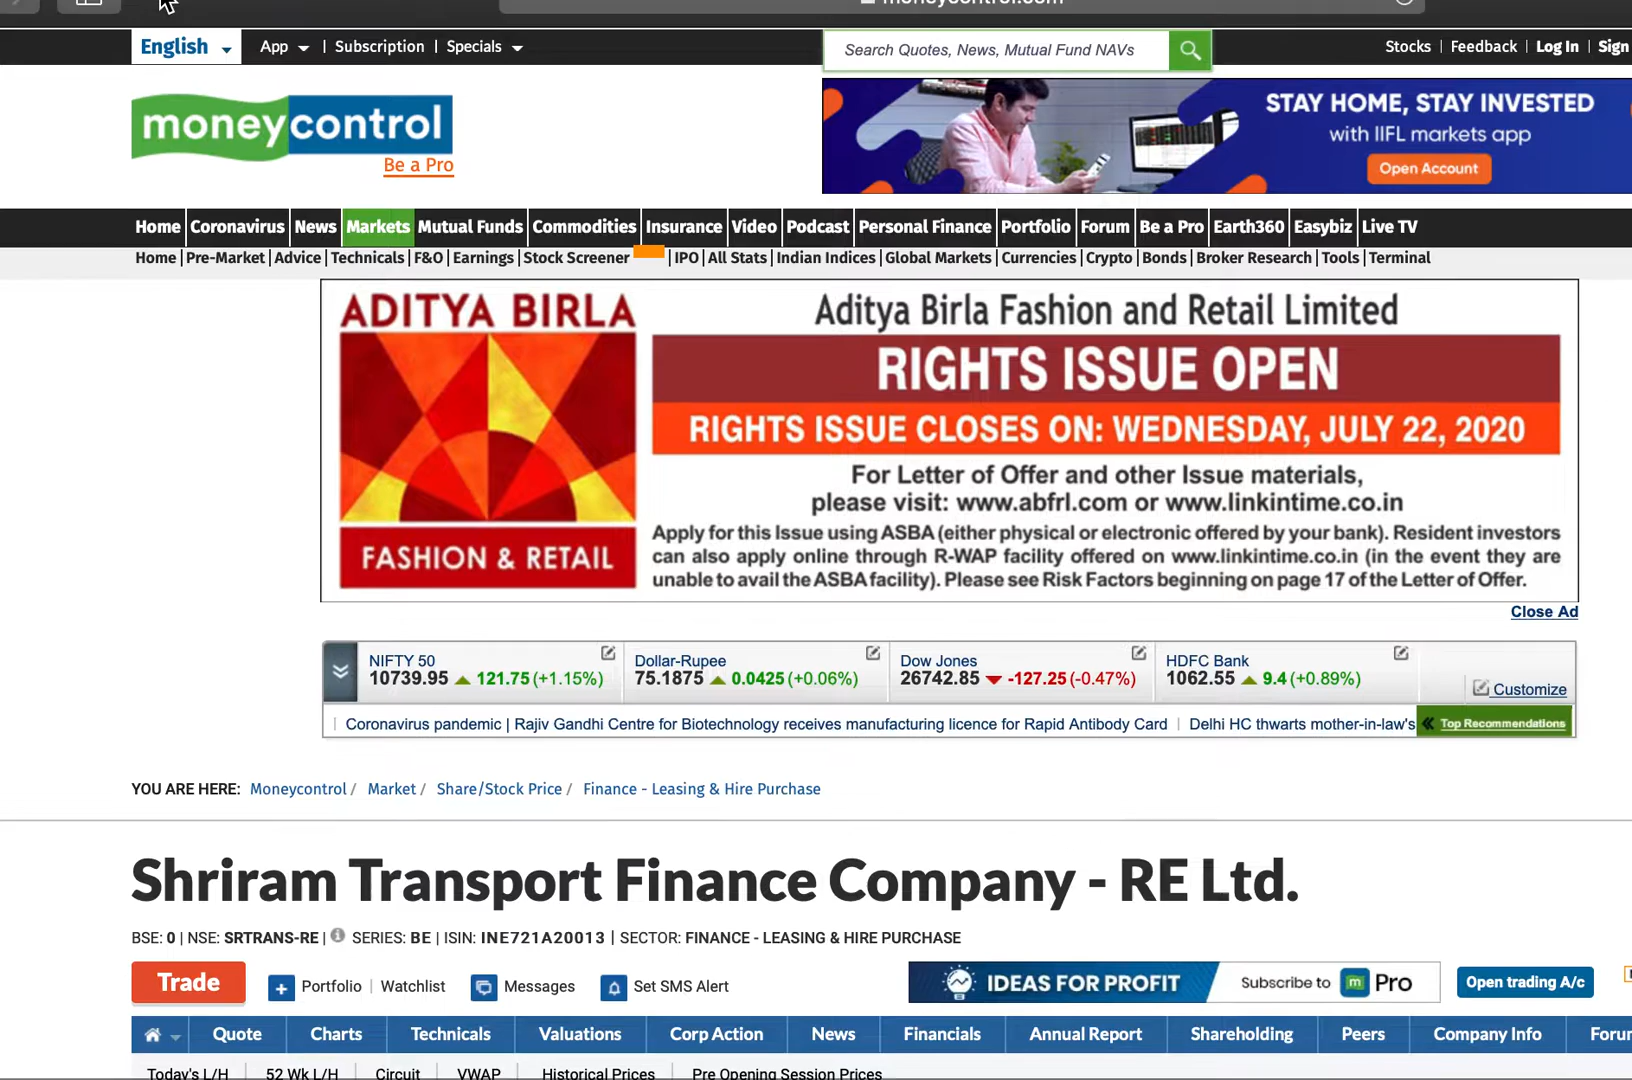 English App | Subscription | Specials
Search Quotes, News, Mutual Fund NAVs
Stocks | Feedback | Log In | Sign
moneycontrol
Be a Pro
STAY HOME, STAY INVESTED
with IIFL markets app
Open Account
Home Coronavirus News Markets Mutual Funds Commodities Insurance Video Podcast Personal Finance Portfolio Forum Be a Pro Earth360 Easybiz Live TV
Home | Pre-Market | Advice | Technicals | F&O | Earnings | Stock Screener | IPO | All Stats | Indian Indices | Global Markets | Currencies | Crypto | Bonds | Broker Research | Tools | Terminal
ADITYA BIRLA
FASHION & RETAIL
Aditya Birla Fashion and Retail Limited
RIGHTS ISSUE OPEN
RIGHTS ISSUE CLOSES ON: WEDNESDAY, JULY 22, 2020
For Letter of Offer and other Issue materials,
please visit: www.abfrl.com or www.linkintime.co.in
Apply for this Issue using ASBA (either physical or electronic offered by your bank). Resident investors
can also apply online through R-WAP facility offered on www.linkintime.co.in (in the event they are
unable to avail the ASBA facility). Please see Risk Factors beginning on page 17 of the Letter of Offer.
Close Ad
NIFTY 50 Dollar-Rupee Dow Jones HDFC Bank
10739.95 121.75 (+1.15%) 75.1875 0.0425 (+0.06%) 26742.85 -127.25 (-0.47%) 1062.55 9.4 (+0.89%)
Customize
| Coronavirus pandemic | Rajiv Gandhi Centre for Biotechnology receives manufacturing licence for Rapid Antibody Card | Delhi HC thwarts mother-in-law's
Top Recommendations
YOU ARE HERE: Moneycontrol / Market / Share/Stock Price / Finance - Leasing & Hire Purchase
Shriram Transport Finance Company - RE Ltd.
BSE: 0 | NSE: SRTRANS-RE | SERIES: BE | ISIN: INE721A20013 | SECTOR: FINANCE - LEASING & HIRE PURCHASE
Trade Portfolio | Watchlist Messages Set SMS Alert
IDEAS FOR PROFIT Subscribe to m Pro
Open trading A/c
Quote Charts Technicals Valuations Corp Action News Financials Annual Report Shareholding Peers Company Info
Today's L/H 52 Wk L/H Circuit VWAP Historical Prices Pre Opening Session Prices